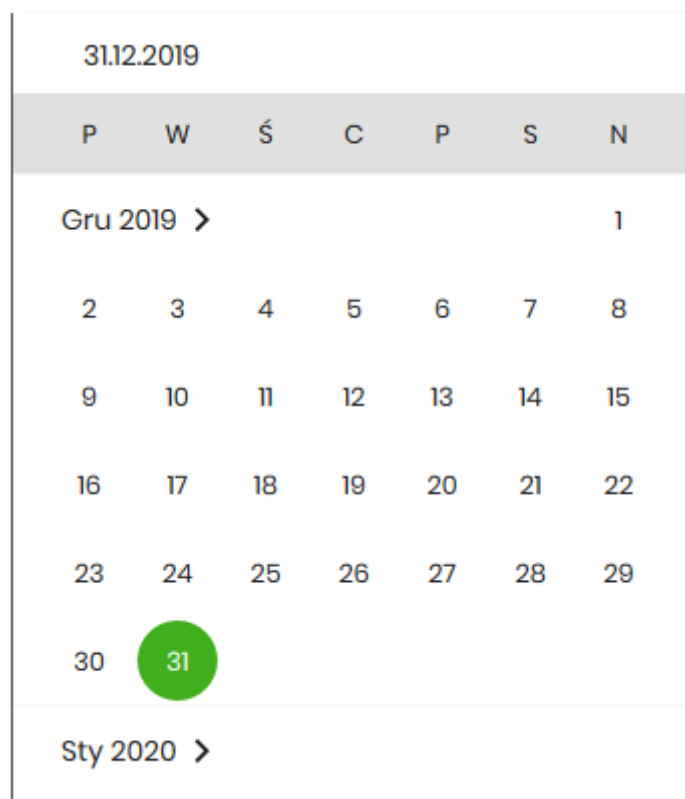 31.12.2019
P W Ś C P S N
Gru 2019 1
2 3 4 5 6 7 8
9 10 11 12 13 14 15
16 17 18 19 20 21 22
23 24 25 26 27 28 29
30 31
Sty 2020